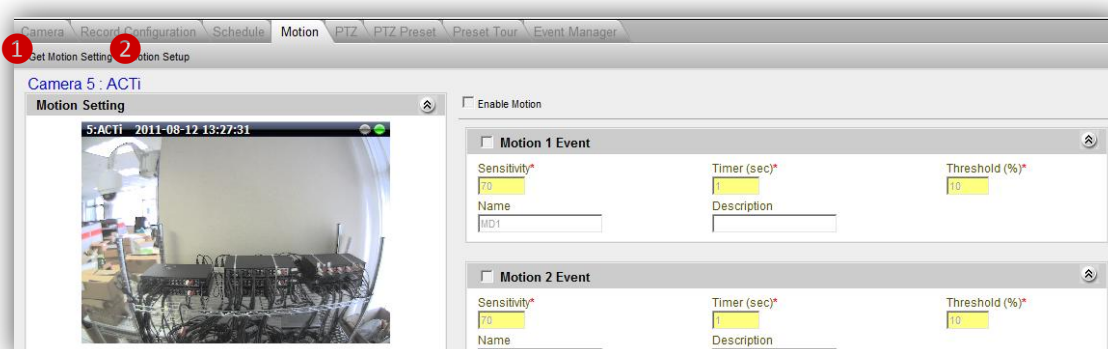 Camera Record Configuration Schedule Motion PTZ PTZ Preset Preset Tour Event Manager
1 Get Motion Setting 2 Motion Setup
Camera 5 : ACTi
Motion Setting
Enable Motion
5:ACTi 2011-08-12 13:27:31
Motion 1 Event
Sensitivity* Timer (sec)* Threshold (%)*
70 1 10
Name Description
MD1
Motion 2 Event
Sensitivity* Timer (sec)* Threshold (%)*
70 1 10
Name Description